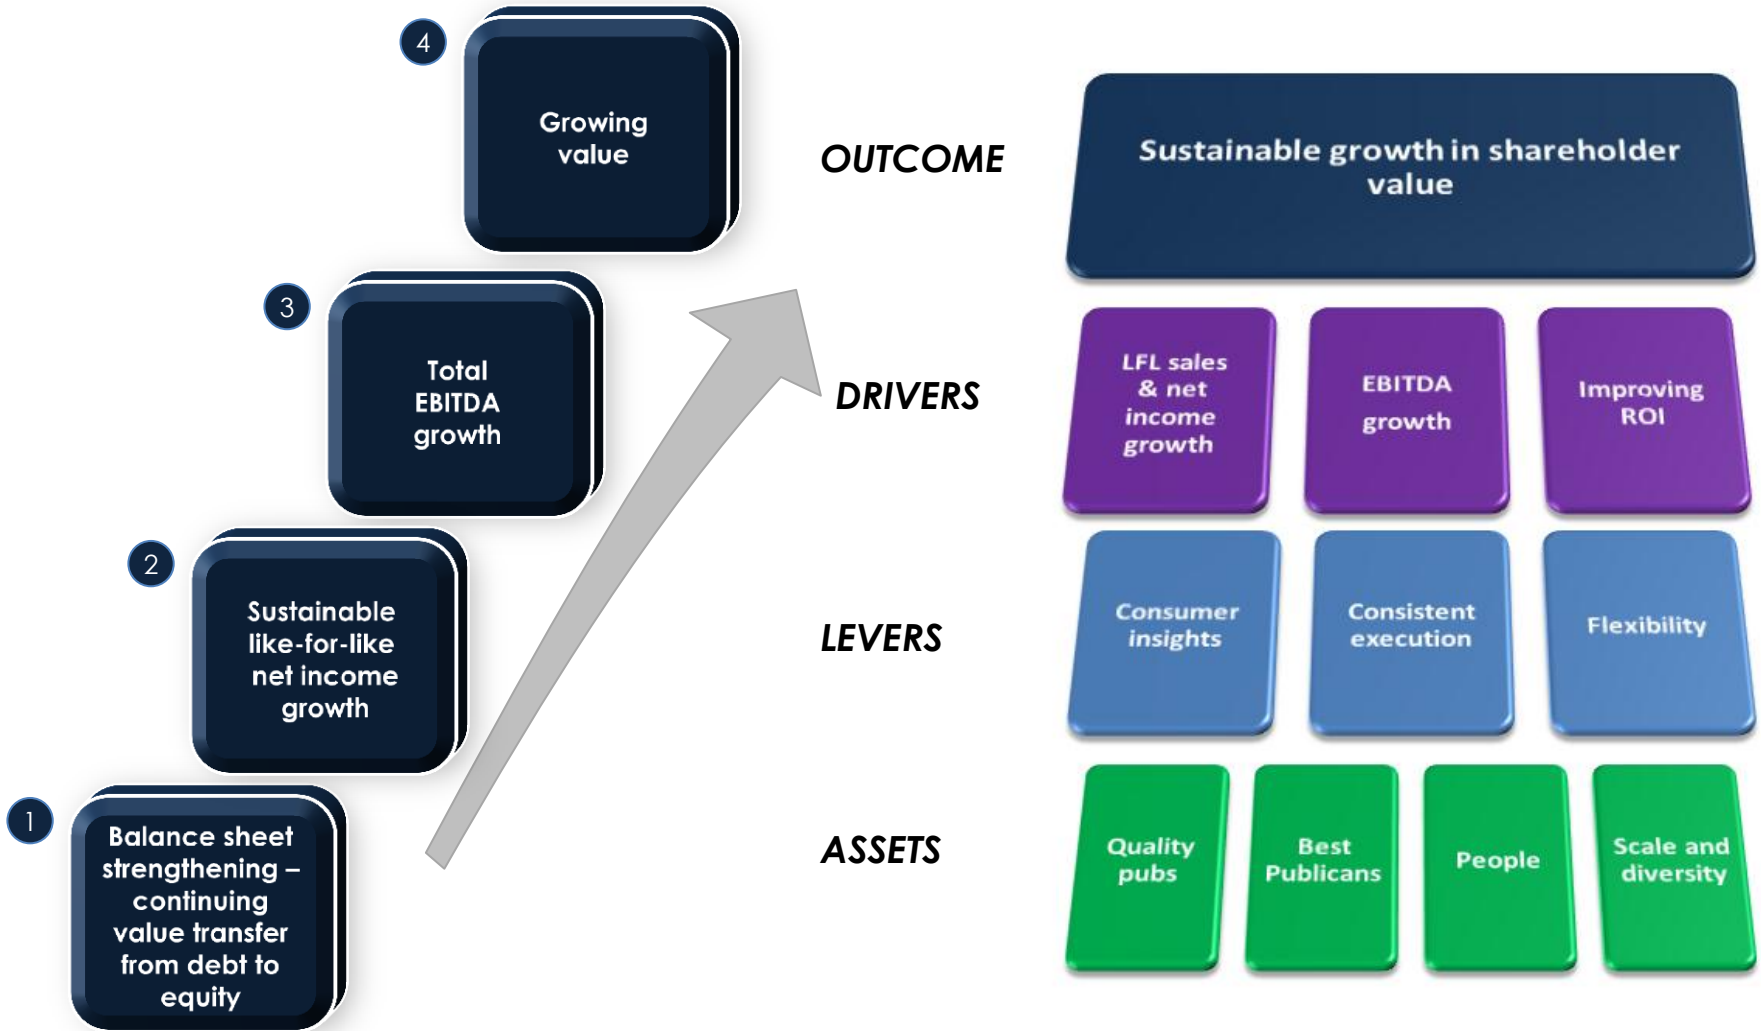 4
Growing
value
3
Total
EBITDA
growth
2
Sustainable
like-for-like
net income
growth
1
Balance sheet
strengthening –
continuing
value transfer
from debt to
equity
OUTCOME
Sustainable growth in shareholder
value
DRIVERS
LFL sales
& net
income
growth
EBITDA
growth
Improving
ROI
LEVERS
Consumer
insights
Consistent
execution
Flexibility
ASSETS
Quality
pubs
Best
Publicans
People
Scale and
diversity